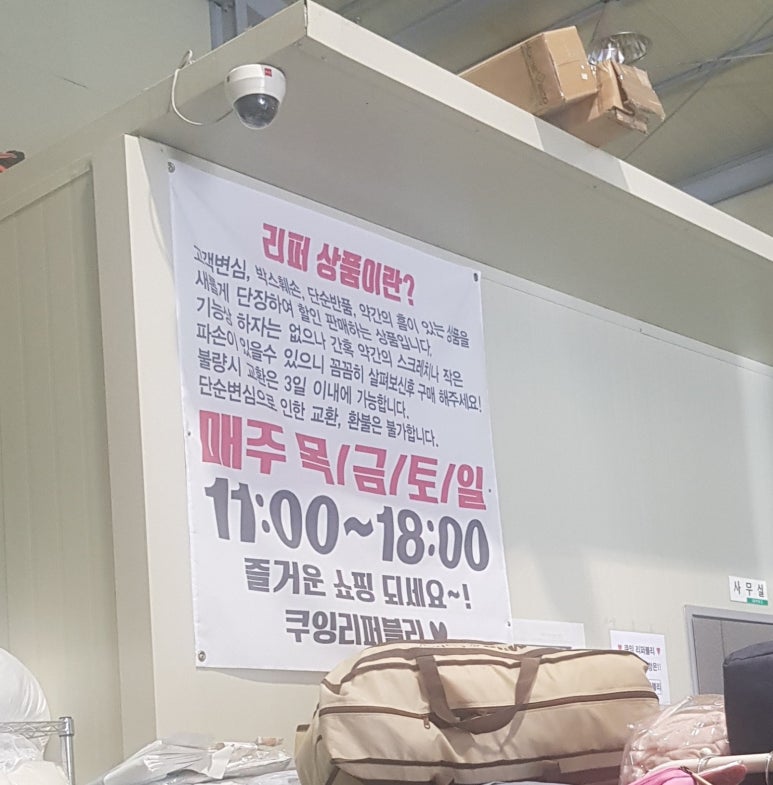 리퍼 상품이란?
고객변심, 박스훼손, 단순반품, 약간의 흠이 있는 상품을
새롭게 단장하여 할인 판매하는 상품입니다.
기능상 하자는 없으나 간혹 약간의 스크레치나 작은
파손이 있을수 있으니 꼼꼼히 살펴보신후 구매 해주세요!
불량시 교환은 3일 이내에 가능합니다.
단순변심으로 인한 교환, 환불은 불가합니다.
매주 목/금/토/일
11:00~18:00
즐거운 쇼핑 되세요~!
쿠잉리퍼블리 ♥
사무실
♥ 쿠잉 리퍼블리 ♥